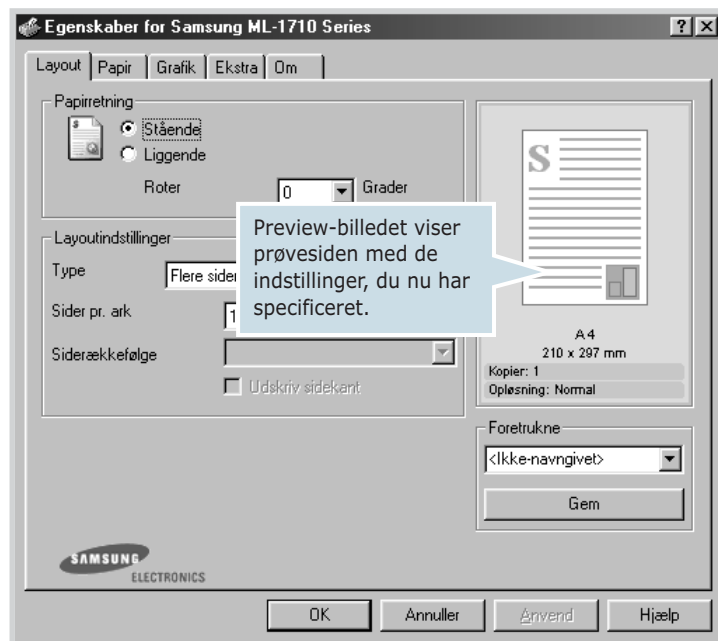 Egenskaber for Samsung ML-1710 Series
Layout Papir Grafik Ekstra Om
Papirretning
Stående
Liggende
Roter 0 Grader
Layoutindstillinger
Type Flere sider
Sider pr. ark 1
Siderækkefølge
Udskriv sidekant
Preview-billedet viser
prøvesiden med de
indstillinger, du nu har
specificeret.
S
A4
210 x 297 mm
Kopier: 1
Opløsning: Normal
Foretrukne
<Ikke-navngivet>
Gem
SAMSUNG
ELECTRONICS
OK Annuller Anvend Hjælp